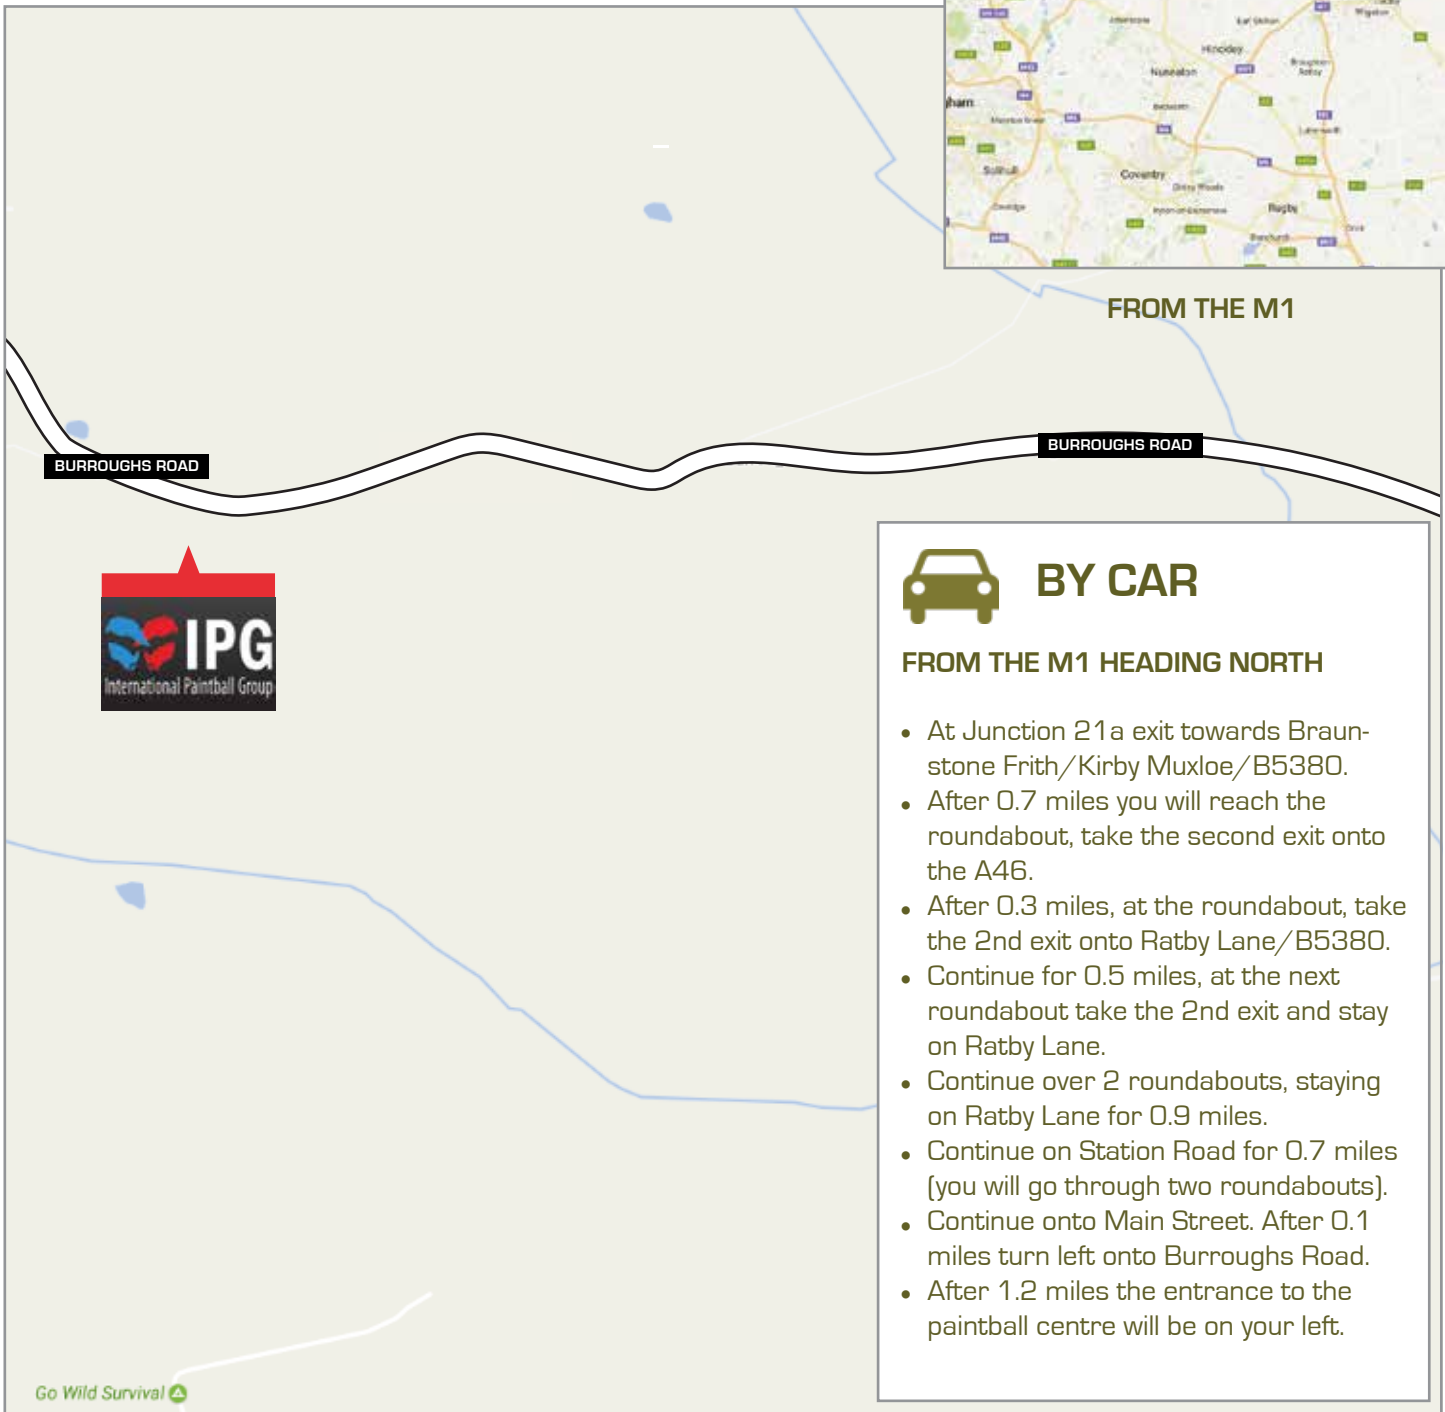 Hinckley
Nuneaton
Coventry
Solihull
Rugby
FROM THE M1
BURROUGHS ROAD
BURROUGHS ROAD
IPG
International Paintball Group
BY CAR
FROM THE M1 HEADING NORTH
• At Junction 21a exit towards Braun-
stone Frith/Kirby Muxloe/B5380.
• After 0.7 miles you will reach the
roundabout, take the second exit onto
the A46.
• After 0.3 miles, at the roundabout, take
the 2nd exit onto Ratby Lane/B5380.
• Continue for 0.5 miles, at the next
roundabout take the 2nd exit and stay
on Ratby Lane.
• Continue over 2 roundabouts, staying
on Ratby Lane for 0.9 miles.
• Continue on Station Road for 0.7 miles
(you will go through two roundabouts).
• Continue onto Main Street. After 0.1
miles turn left onto Burroughs Road.
• After 1.2 miles the entrance to the
paintball centre will be on your left.
Go Wild Survival